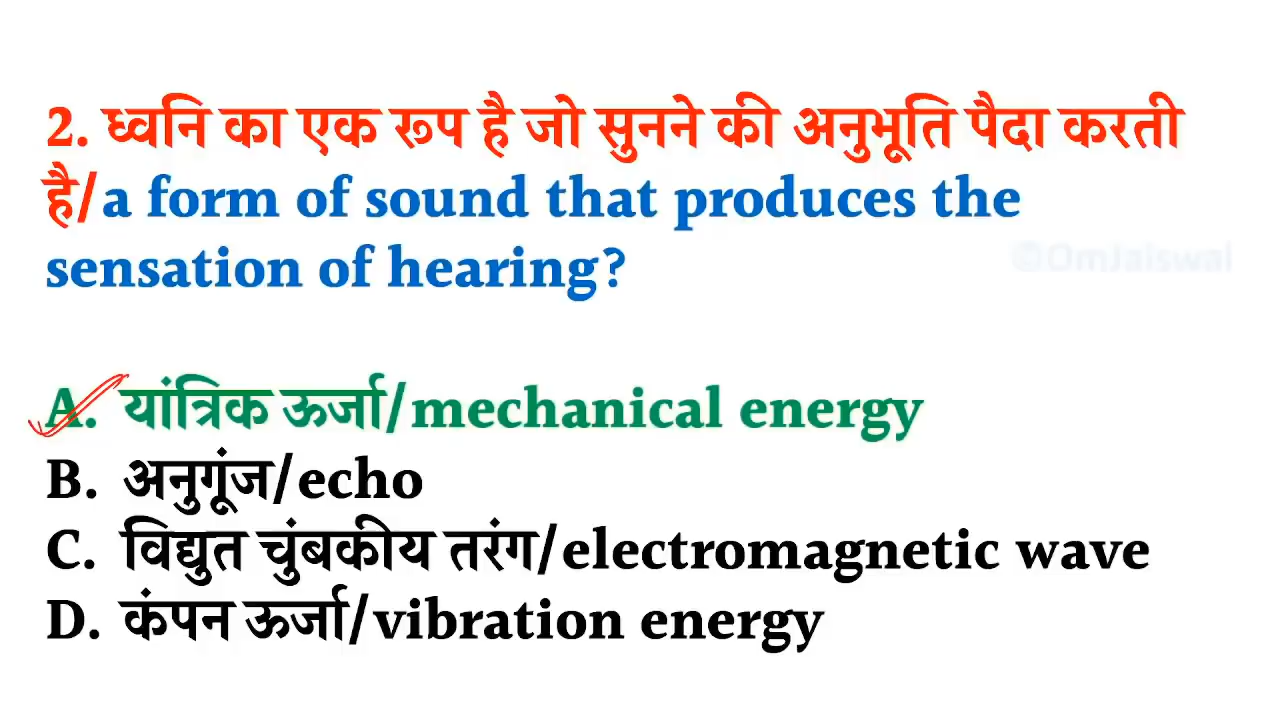 2. ध्वनि का एक रूप है जो सुनने की अनुभूति पैदा करती
है/a form of sound that produces the
sensation of hearing?
©OmJaiswal
A. यांत्रिक ऊर्जा/mechanical energy
B. अनुगूंज/echo
C. विद्युत चुंबकीय तरंग/electromagnetic wave
D. कंपन ऊर्जा/vibration energy